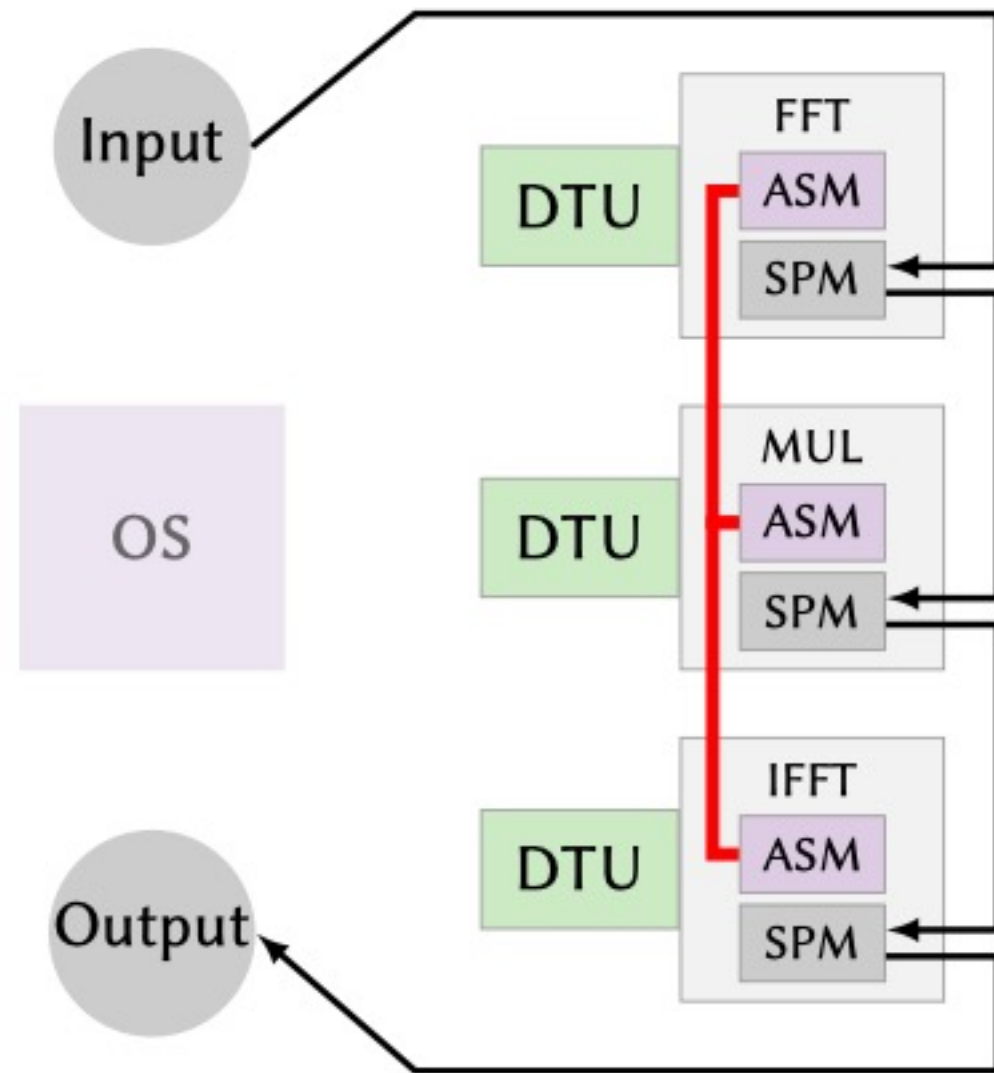 Input
FFT
DTU
ASM
SPM
OS
MUL
DTU
ASM
SPM
Output
IFFT
DTU
ASM
SPM